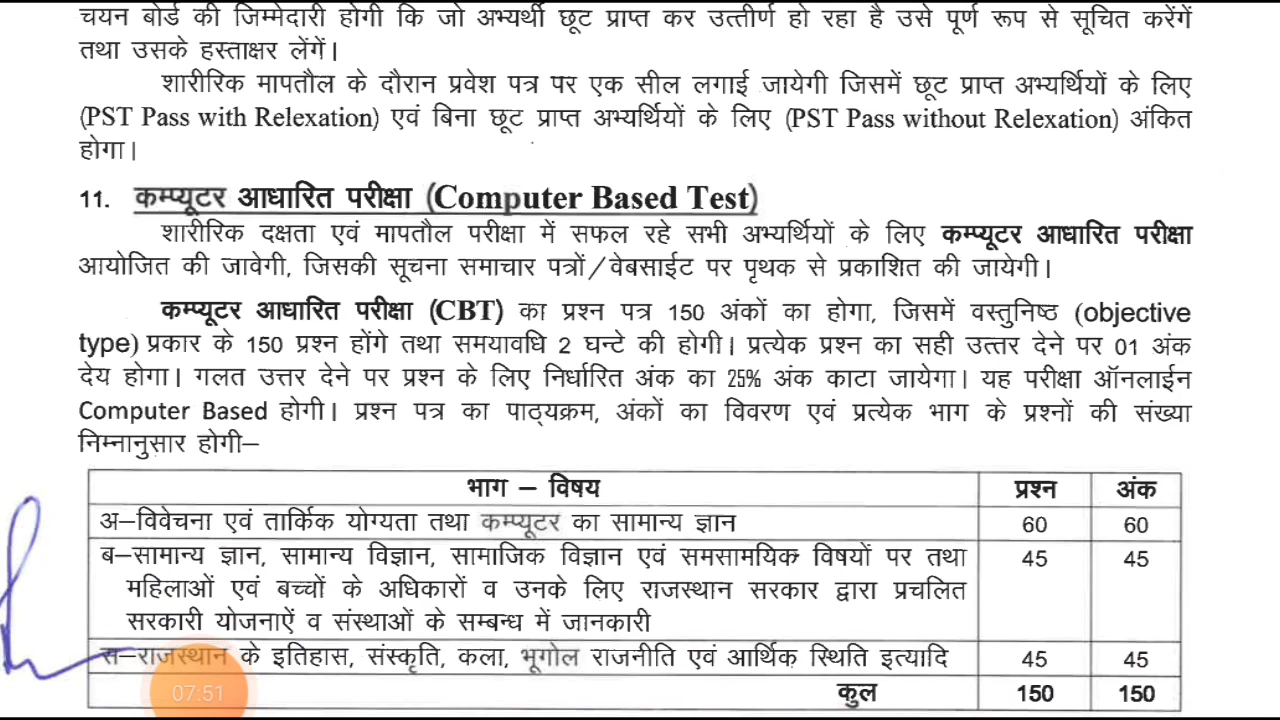 चयन बोर्ड की जिम्मेदारी होगी कि जो अभ्यर्थी छूट प्राप्त कर उत्तीर्ण हो रहा है उसे पूर्ण रूप से सूचित करेंगें
तथा उसके हस्ताक्षर लेंगें।
शारीरिक मापतौल के दौरान प्रवेश पत्र पर एक सील लगाई जायेगी जिसमें छूट प्राप्त अभ्यर्थियों के लिए
(PST Pass with Relexation) एवं बिना छूट प्राप्त अभ्यर्थियों के लिए (PST Pass without Relexation) अंकित
होगा।
11. कम्प्यूटर आधारित परीक्षा (Computer Based Test)
शारीरिक दक्षता एवं मापतौल परीक्षा में सफल रहे सभी अभ्यर्थियों के लिए कम्प्यूटर आधारित परीक्षा
आयोजित की जावेगी, जिसकी सूचना समाचार पत्रों/वेबसाईट पर पृथक से प्रकाशित की जायेगी।
कम्प्यूटर आधारित परीक्षा (CBT) का प्रश्न पत्र 150 अंकों का होगा, जिसमें वस्तुनिष्ठ (objective
type) प्रकार के 150 प्रश्न होंगे तथा समयावधि 2 घन्टे की होगी। प्रत्येक प्रश्न का सही उत्तर देने पर 01 अंक
देय होगा। गलत उत्तर देने पर प्रश्न के लिए निर्धारित अंक का 25% अंक काटा जायेगा। यह परीक्षा ऑनलाईन
Computer Based होगी। प्रश्न पत्र का पाठ्यक्रम, अंकों का विवरण एवं प्रत्येक भाग के प्रश्नों की संख्या
निम्नानुसार होगी–
भाग – विषय प्रश्न अंक
अ–विवेचना एवं तार्किक योग्यता तथा कम्प्यूटर का सामान्य ज्ञान 60 60
ब–सामान्य ज्ञान, सामान्य विज्ञान, सामाजिक विज्ञान एवं समसामयिक विषयों पर तथा 45 45
महिलाओं एवं बच्चों के अधिकारों व उनके लिए राजस्थान सरकार द्वारा प्रचलित
सरकारी योजनाऐं व संस्थाओं के सम्बन्ध में जानकारी
स–राजस्थान के इतिहास, संस्कृति, कला, भूगोल राजनीति एवं आर्थिक स्थिति इत्यादि 45 45
कुल 150 150
07:51